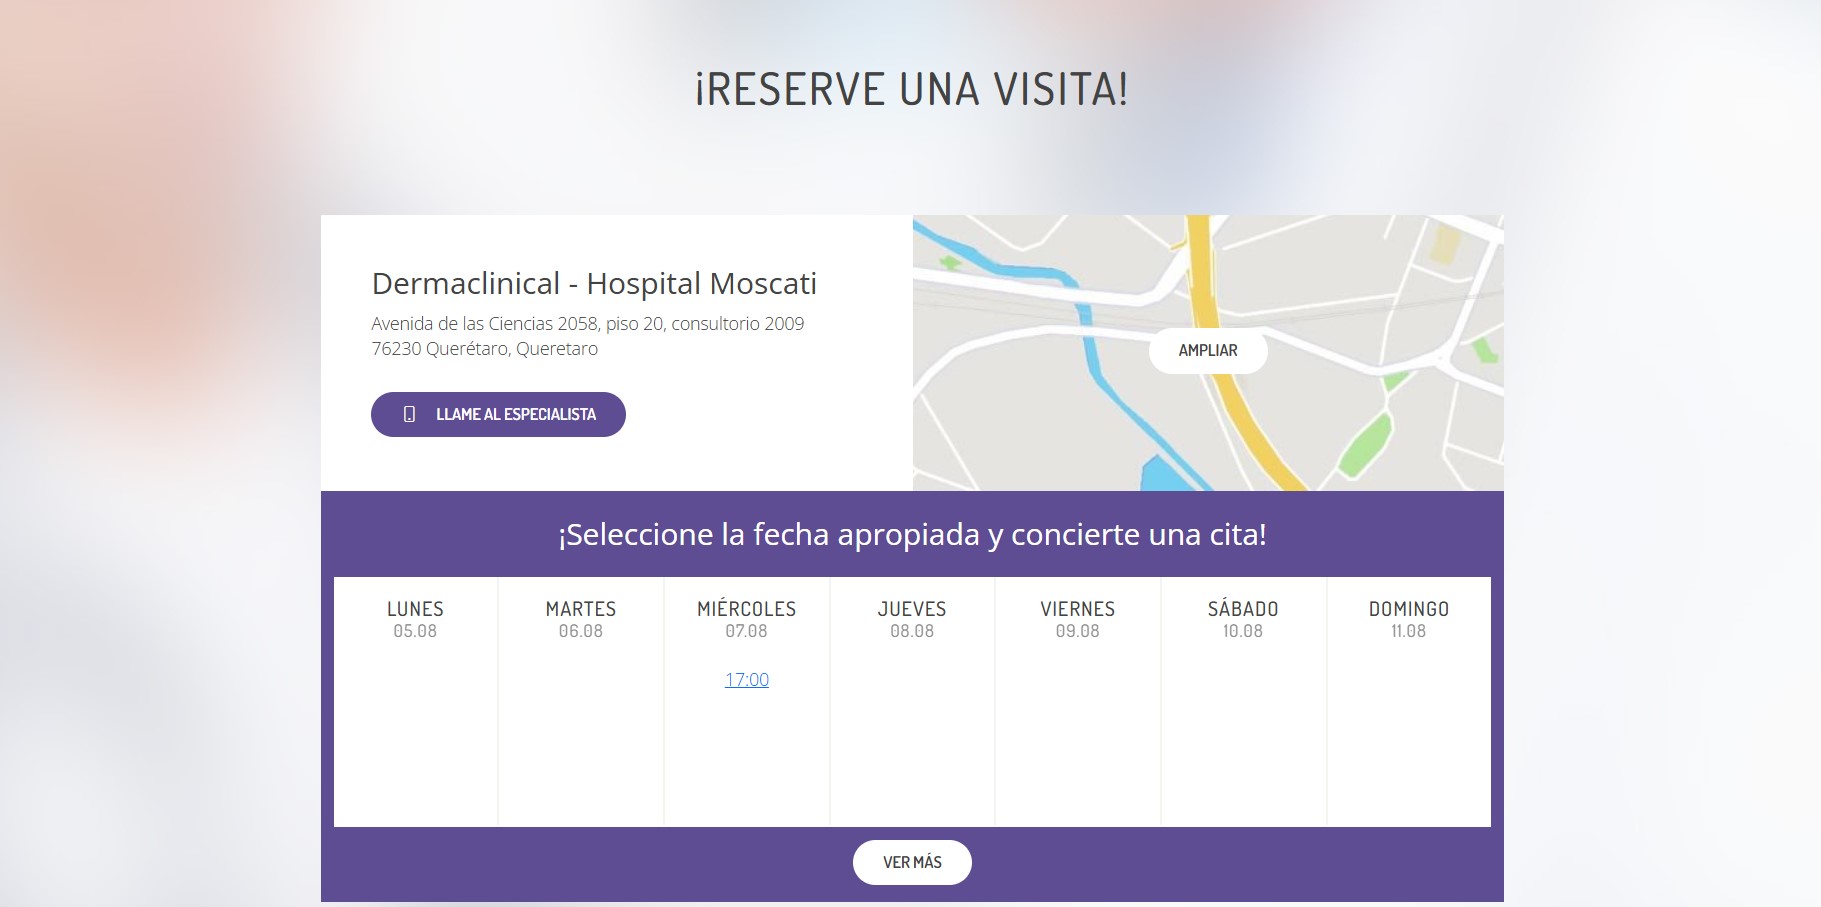 ¡RESERVE UNA VISITA!
Dermaclinical - Hospital Moscati
Avenida de las Ciencias 2058, piso 20, consultorio 2009
76230 Querétaro, Queretaro
LLAME AL ESPECIALISTA
AMPLIAR
¡Seleccione la fecha apropiada y concierte una cita!
LUNES MARTES MIÉRCOLES JUEVES VIERNES SÁBADO DOMINGO
05.08 06.08 07.08 08.08 09.08 10.08 11.08
17:00
VER MÁS